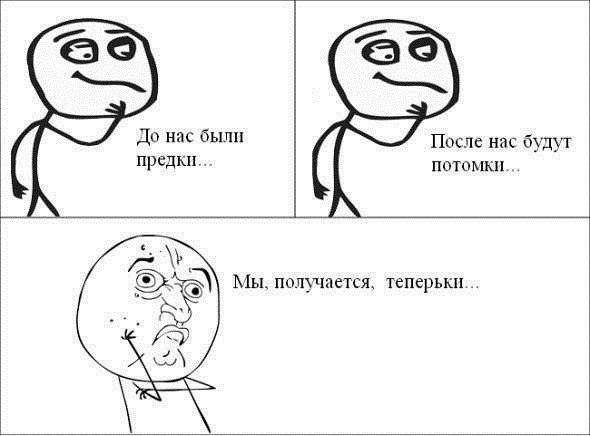 До нас были
предки...
После нас будут
потомки...
Мы, получается, теперьки...